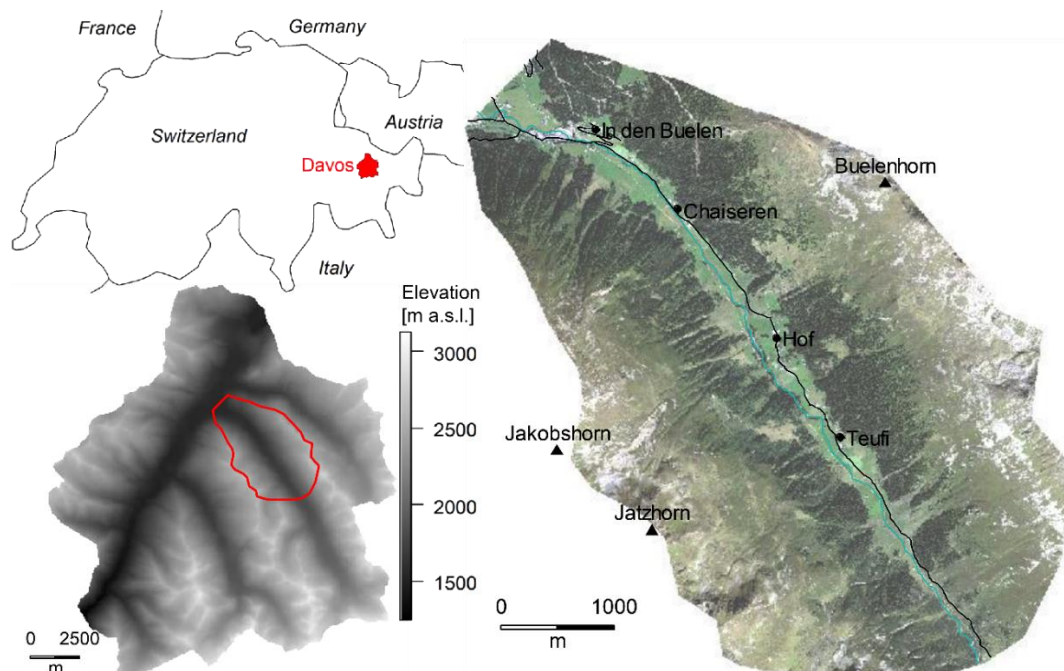 France
Germany
Switzerland
Austria
Davos
Italy
Elevation
[m a.s.l.]
3000
2500
2000
1500
0 2500
m
In den Buelen
Buelenhorn
Chaiseren
Hof
Teufi
Jakobshorn
Jatzhorn
0 1000
m